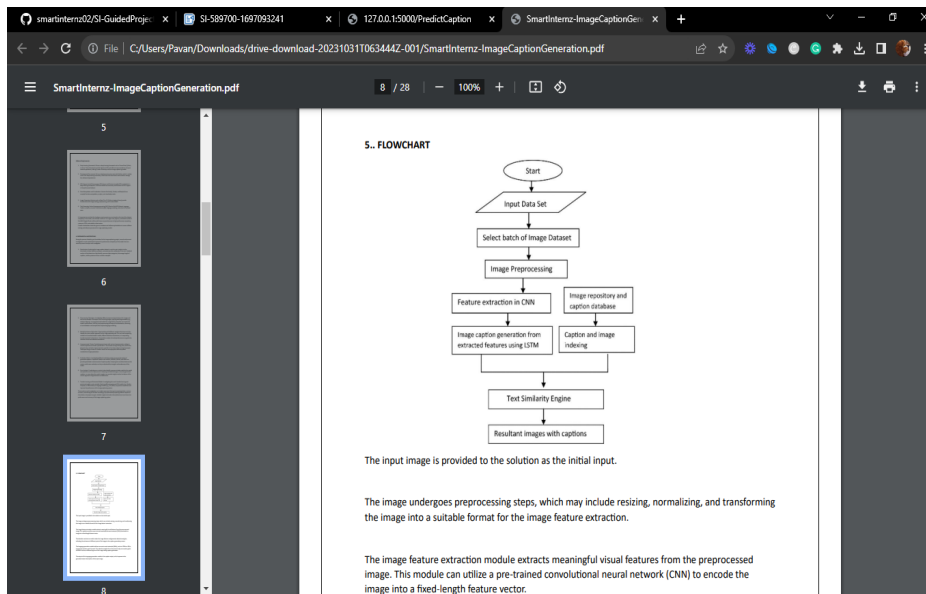 smartinternz02/SI-GuidedProjec
SI-589700-1697093241
127.0.0.1:5000/PredictCaption
SmartInternz-ImageCaptionGen
File
C:/Users/Pavan/Downloads/drive-download-20231031T063444Z-001/SmartInternz-ImageCaptionGeneration.pdf
SmartInternz-ImageCaptionGeneration.pdf
8 / 28
100%
5
6
7
8
5.. FLOWCHART
Start
Input Data Set
Select batch of Image Dataset
Image Preprocessing
Feature extraction in CNN
Image repository and
caption database
Image caption generation from
extracted features using LSTM
Caption and image
indexing
Text Similarity Engine
Resultant images with captions
The input image is provided to the solution as the initial input.
The image undergoes preprocessing steps, which may include resizing, normalizing, and transforming
the image into a suitable format for the image feature extraction.
The image feature extraction module extracts meaningful visual features from the preprocessed
image. This module can utilize a pre-trained convolutional neural network (CNN) to encode the
image into a fixed-length feature vector.